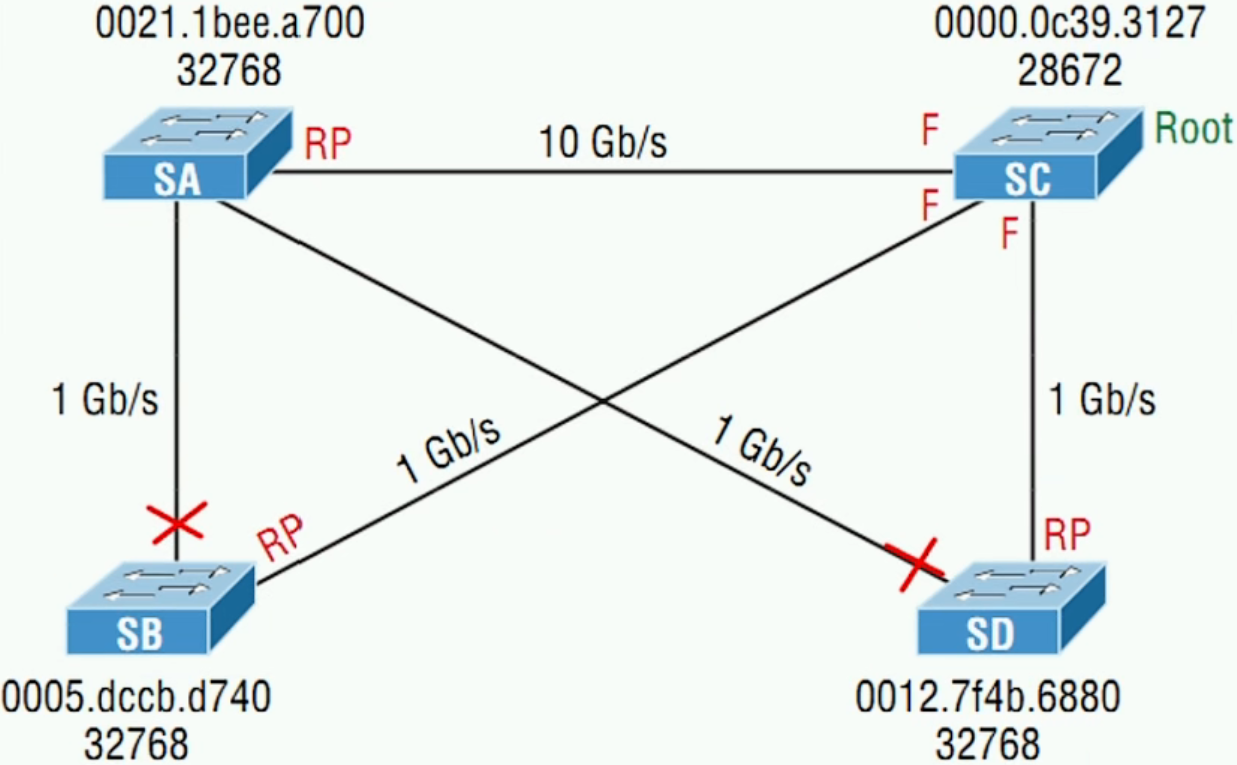 0021.1bee.a700
32768
0000.0c39.3127
28672
RP
10 Gb/s
F
Root
SA
SC
F
F
1 Gb/s
1 Gb/s
1 Gb/s
1 Gb/s
RP
RP
SB
SD
0005.dccb.d740
32768
0012.7f4b.6880
32768